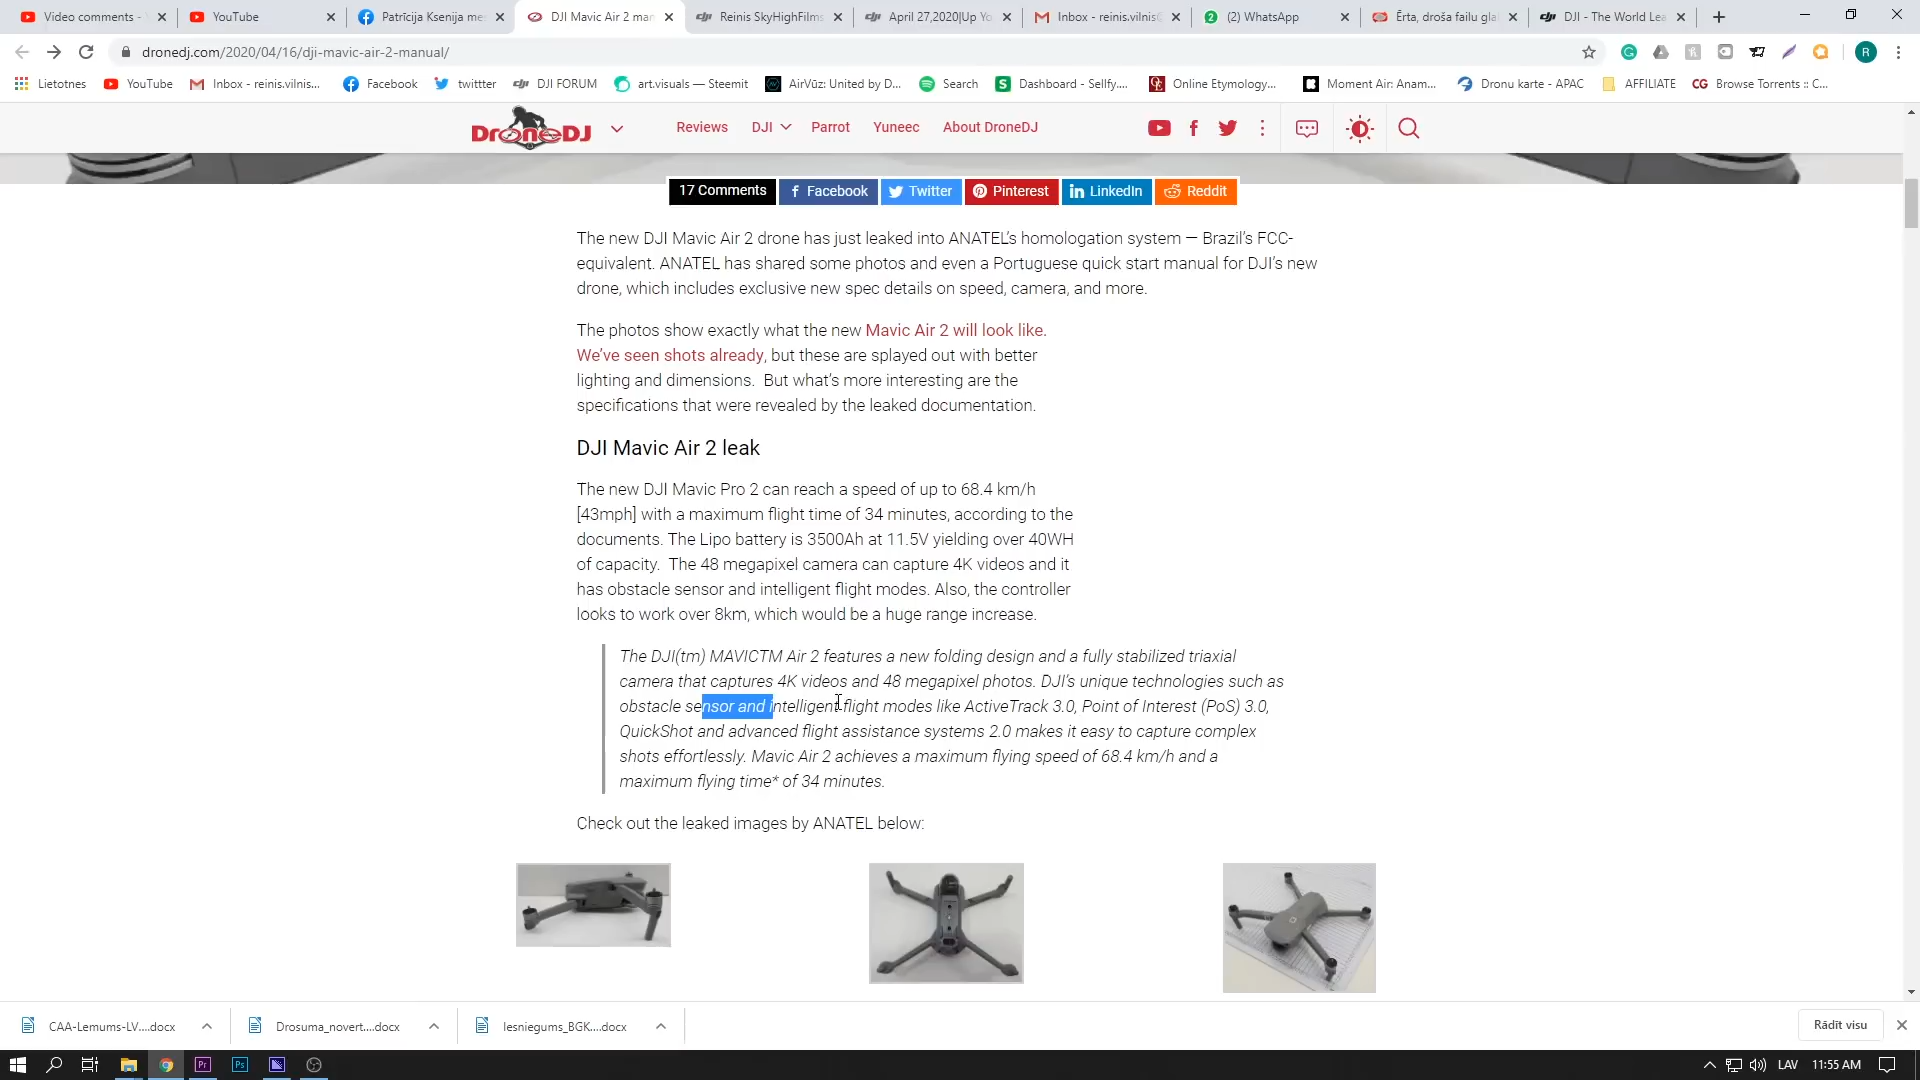 Video comments -
YouTube
Patrīcija Ksenija me
DJI Mavic Air 2 man
Reinis SkyHighFilms
April 27,2020|Up Yo
Inbox - reinis.vilnis
(2) WhatsApp
Ērta, droša failu gla
DJI - The World Lea
dronedj.com/2020/04/16/dji-mavic-air-2-manual/
R
Lietotnes
YouTube
Inbox - reinis.vilnis...
Facebook
twittter
DJI FORUM
art.visuals — Steemit
AirVūz: United by D...
Search
Dashboard - Sellfy....
Online Etymology...
Moment Air: Anam...
Dronu karte - APAC
AFFILIATE
CG Browse Torrents :: C...
DRONEDJ
Reviews
DJI
Parrot
Yuneec
About DroneDJ
17 Comments
Facebook
Twitter
Pinterest
LinkedIn
Reddit
The new DJI Mavic Air 2 drone has just leaked into ANATEL’s homologation system — Brazil’s FCC-
equivalent. ANATEL has shared some photos and even a Portuguese quick start manual for DJI’s new
drone, which includes exclusive new spec details on speed, camera, and more.
The photos show exactly what the new Mavic Air 2 will look like.
We’ve seen shots already, but these are splayed out with better
lighting and dimensions. But what’s more interesting are the
specifications that were revealed by the leaked documentation.
DJI Mavic Air 2 leak
The new DJI Mavic Pro 2 can reach a speed of up to 68.4 km/h
[43mph] with a maximum flight time of 34 minutes, according to the
documents. The Lipo battery is 3500Ah at 11.5V yielding over 40WH
of capacity. The 48 megapixel camera can capture 4K videos and it
has obstacle sensor and intelligent flight modes. Also, the controller
looks to work over 8km, which would be a huge range increase.
The DJI(tm) MAVICTM Air 2 features a new folding design and a fully stabilized triaxial
camera that captures 4K videos and 48 megapixel photos. DJI’s unique technologies such as
obstacle sensor and intelligent flight modes like ActiveTrack 3.0, Point of Interest (PoS) 3.0,
QuickShot and advanced flight assistance systems 2.0 makes it easy to capture complex
shots effortlessly. Mavic Air 2 achieves a maximum flying speed of 68.4 km/h and a
maximum flying time* of 34 minutes.
Check out the leaked images by ANATEL below:
CAA-Lemums-LV....docx
Drosuma_novert....docx
Iesniegums_BGK....docx
Rādīt visu
Pr
Ps
LAV
11:55 AM